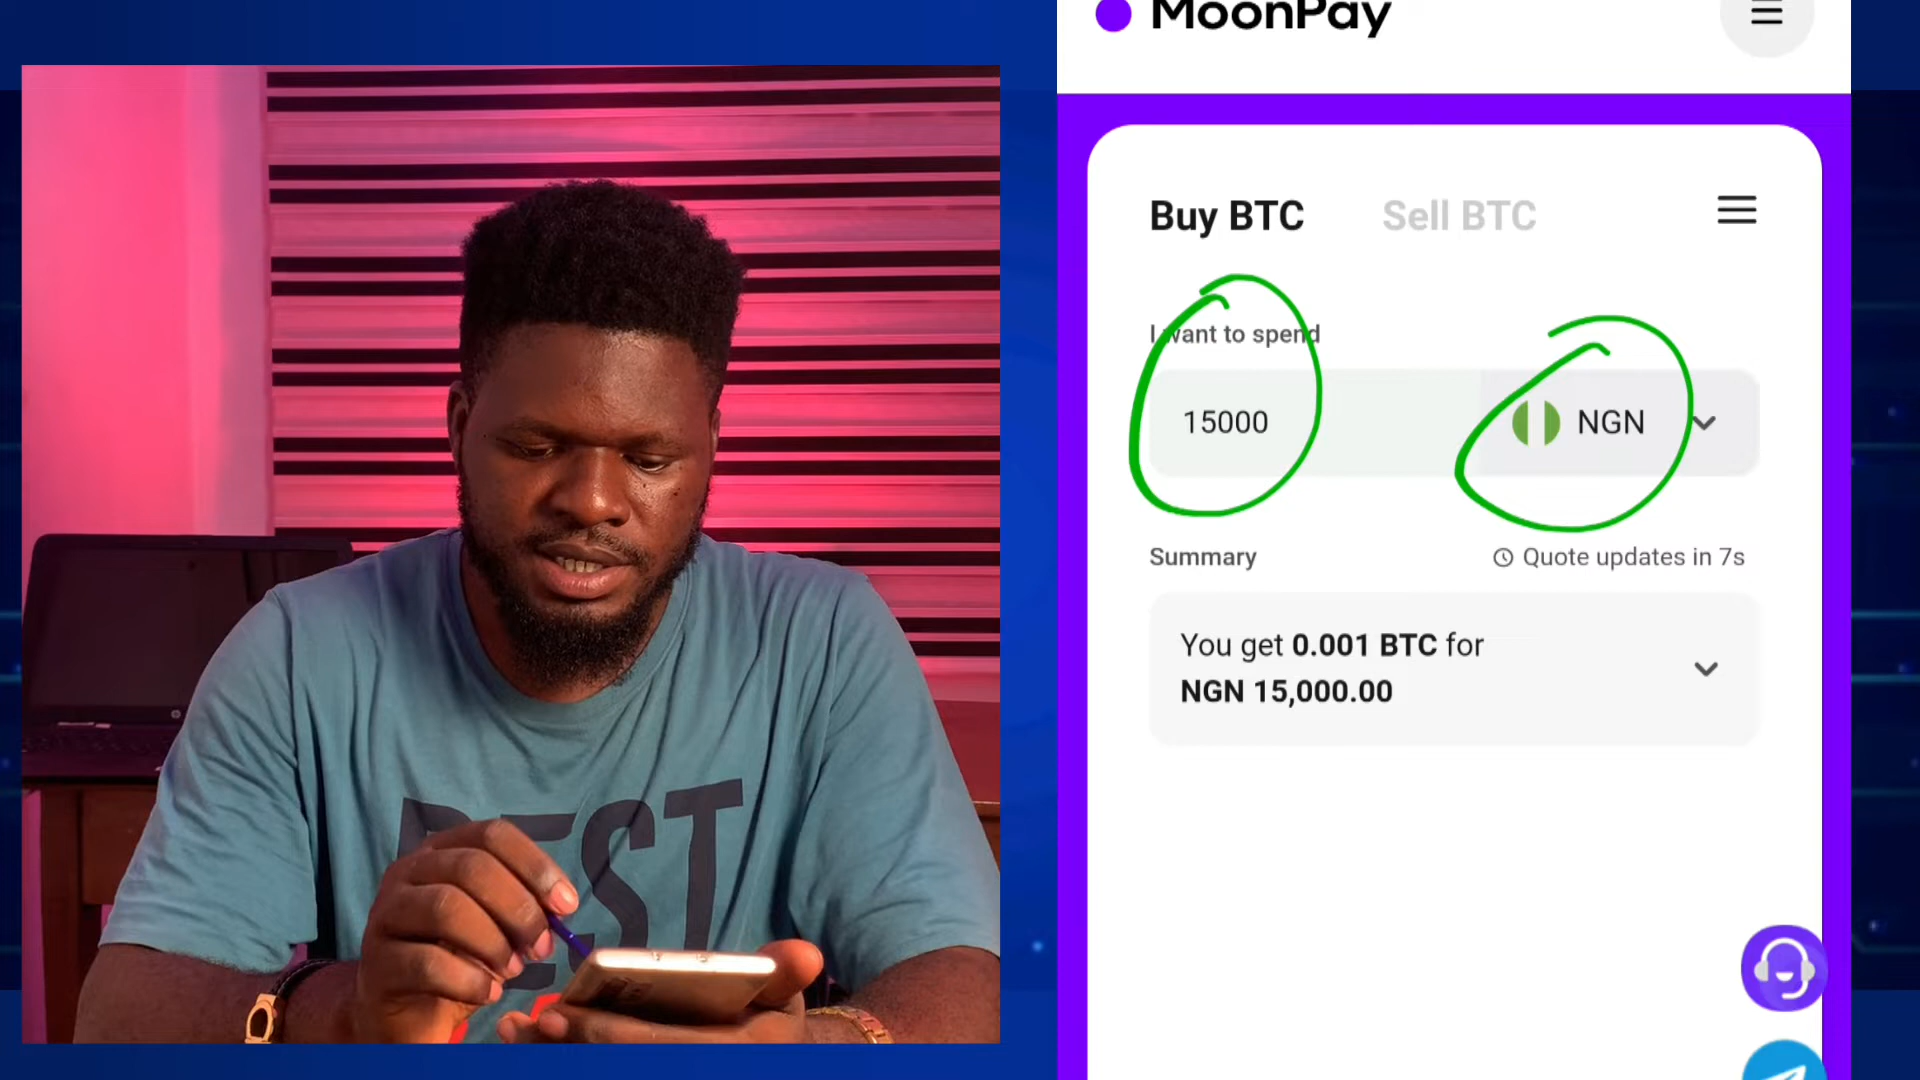 MoonPay
Buy BTC
Sell BTC
I want to spend
15000
NGN
Summary
Quote updates in 7s
You get 0.001 BTC for
NGN 15,000.00
BEST